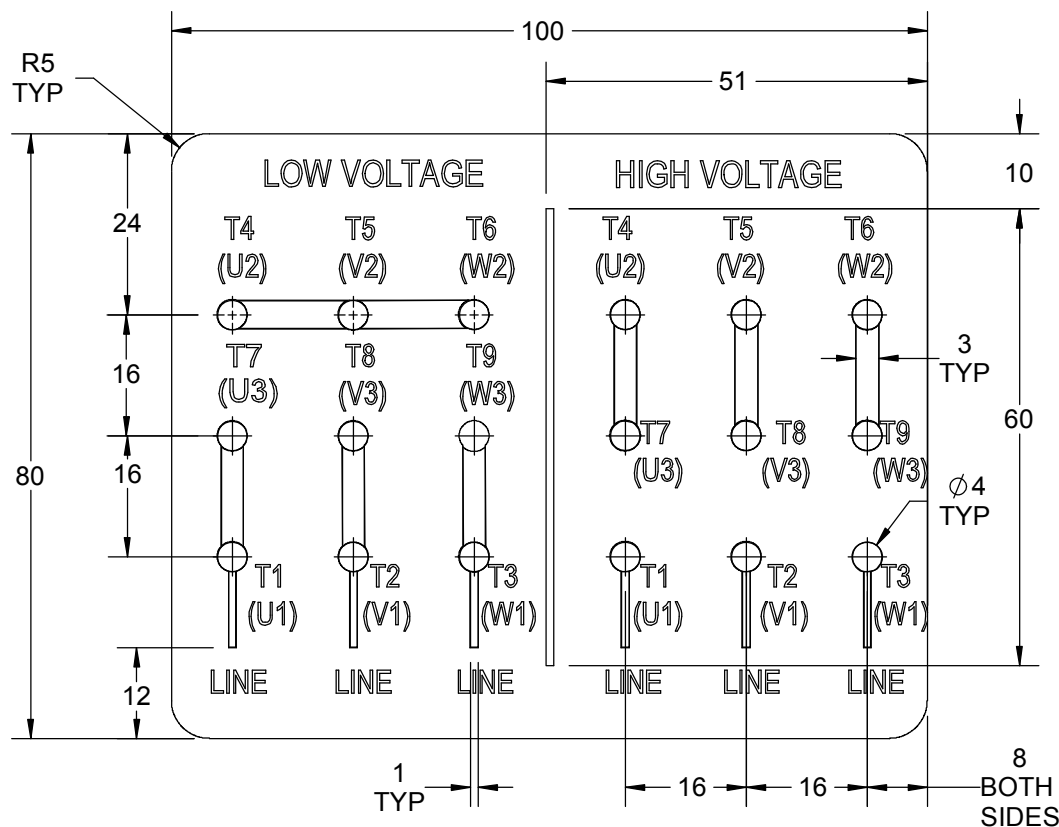 100
R5
TYP
51
LOW VOLTAGE
HIGH VOLTAGE
10
24
T4
(U2)
T5
(V2)
T6
(W2)
T4
(U2)
T5
(V2)
T6
(W2)
16
T7
(U3)
T8
(V3)
T9
(W3)
3
TYP
60
80
16
T7
(U3)
T8
(V3)
T9
(W3)
Ø4
TYP
T1
(U1)
T2
(V1)
T3
(W1)
T1
(U1)
T2
(V1)
T3
(W1)
12
LINE
LINE
LINE
LINE
LINE
LINE
1
TYP
16
16
8
BOTH
SIDES